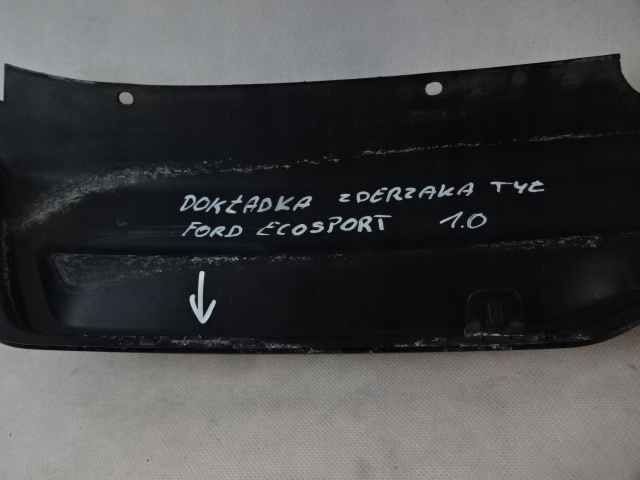 DOKŁADKA ZDERZAKA TYŁ
FORD ECOSPORT 1.0